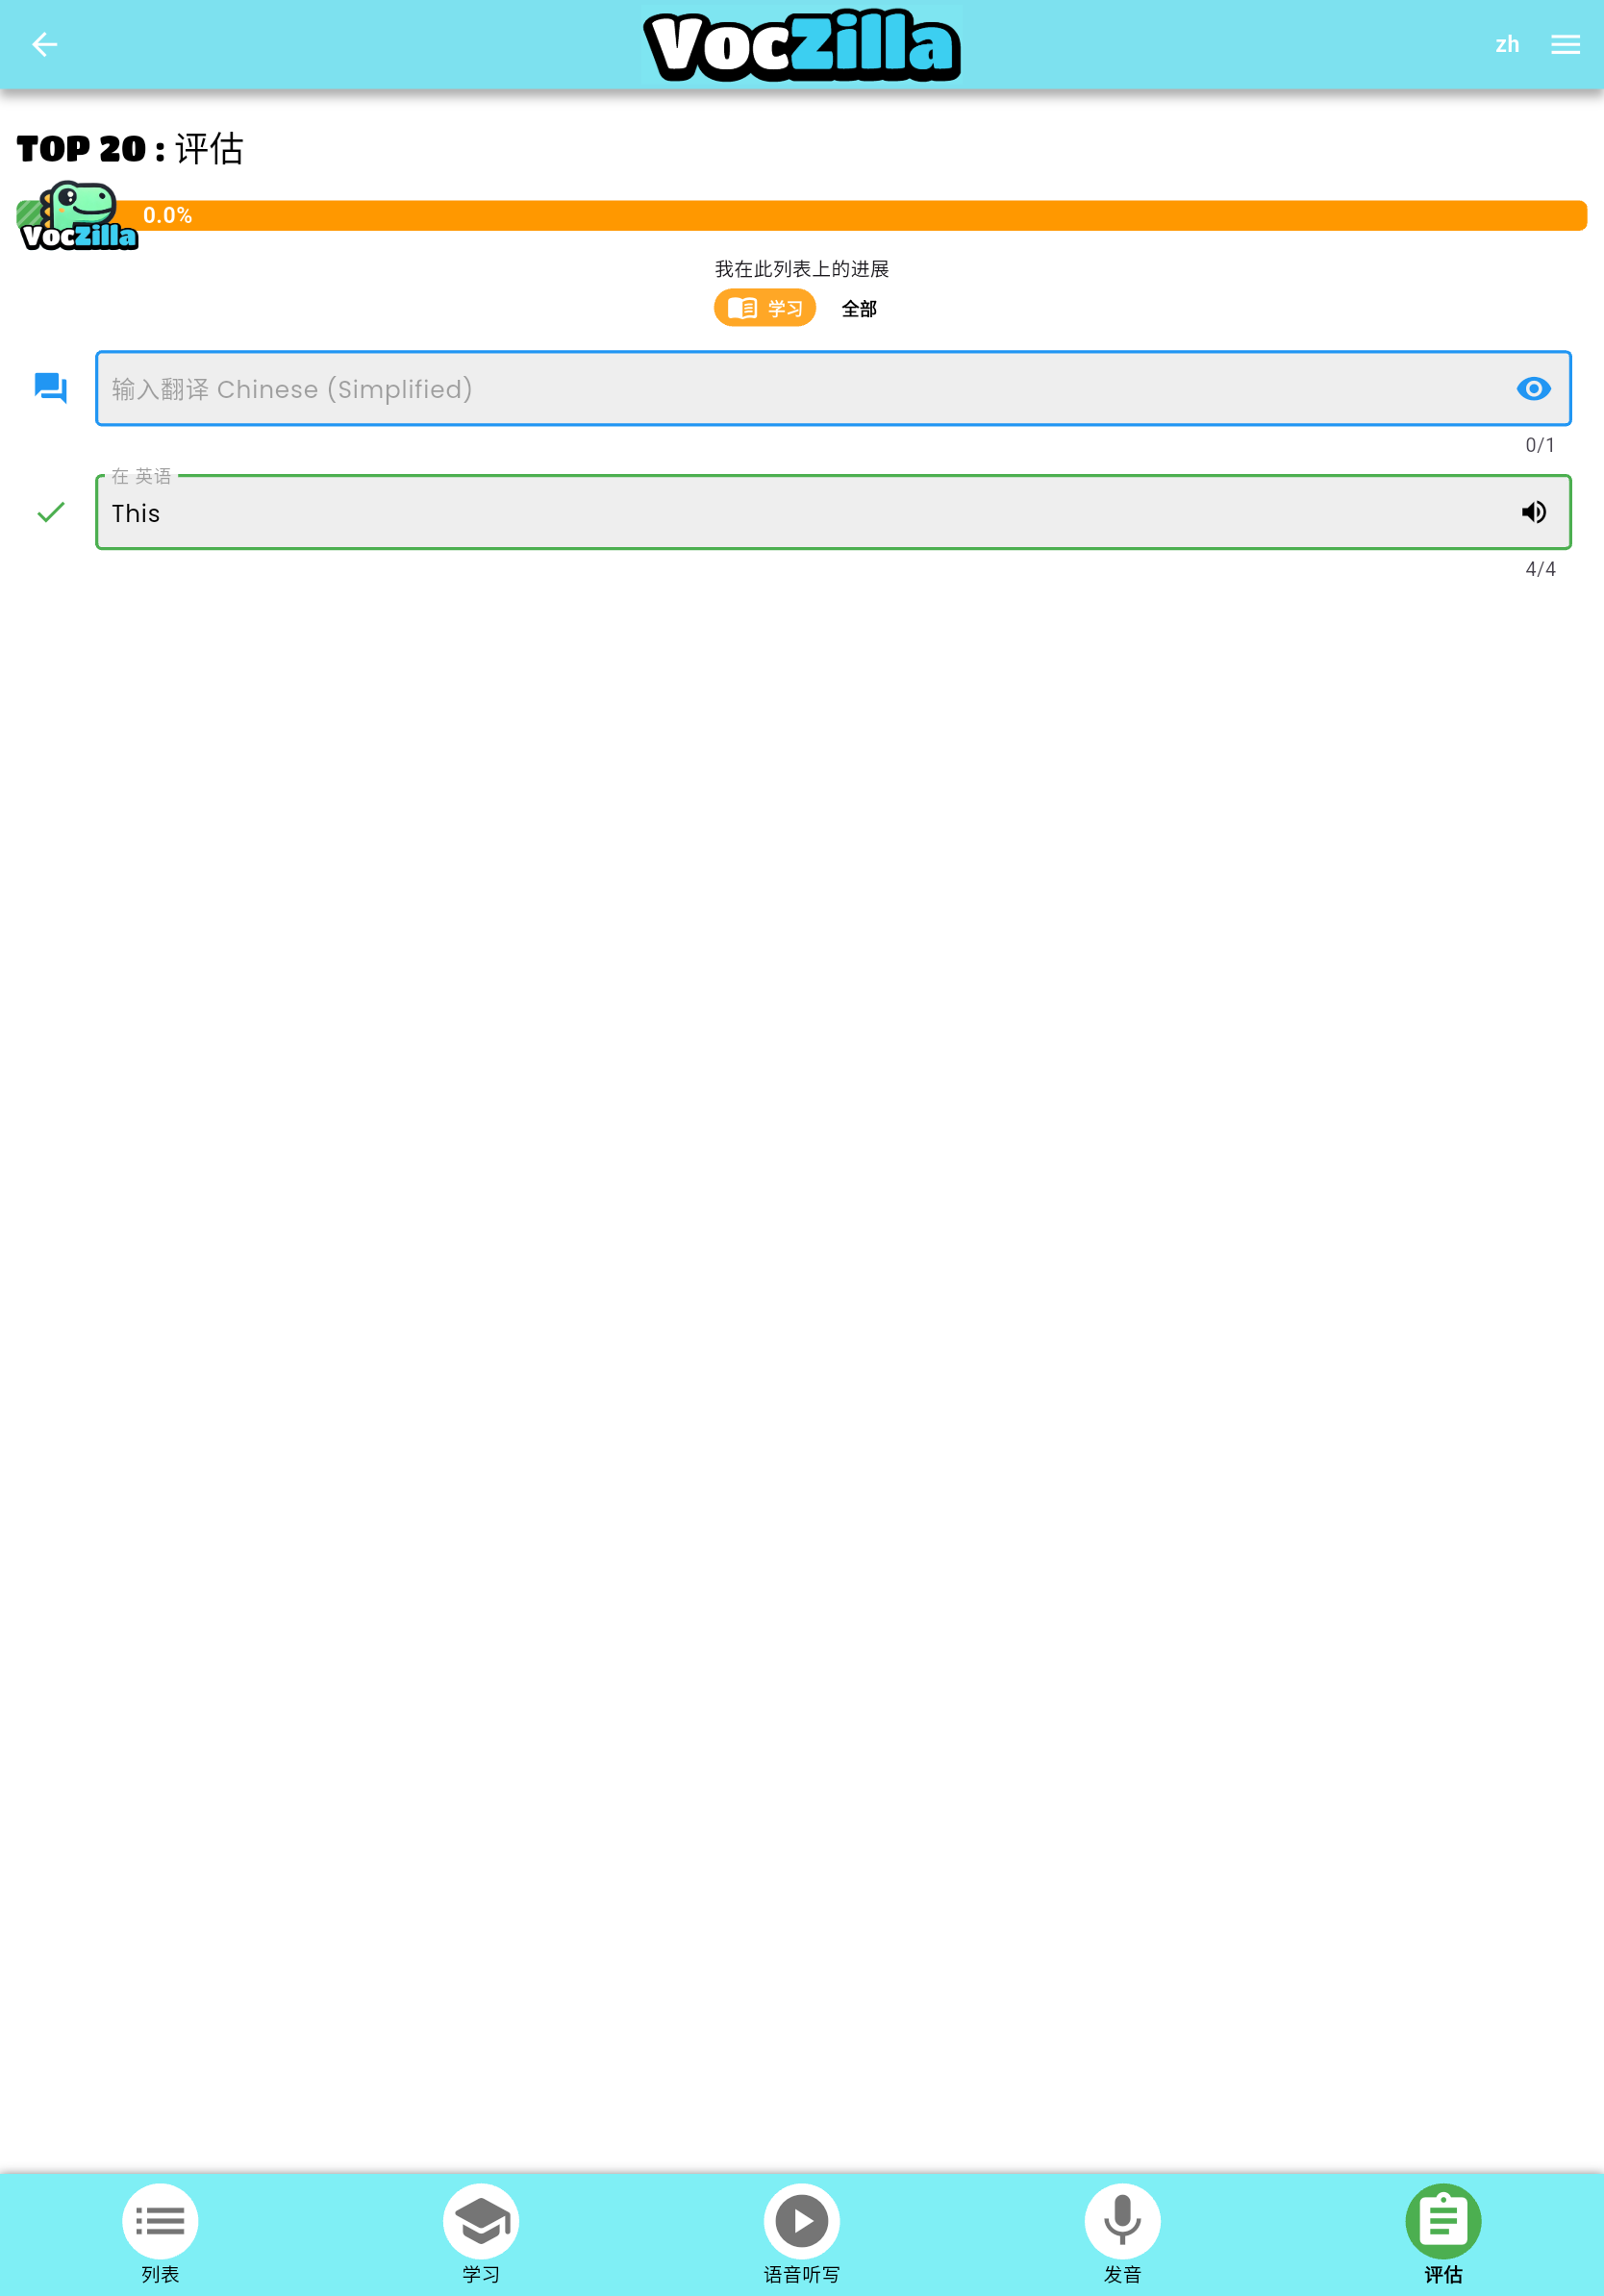 VocZilla
zh
TOP 20 : 评估
VocZilla
0.0%
我在此列表上的进展
学习 全部
输入翻译 Chinese (Simplified)
0/1
在 英语
This
4/4
列表 学习 语音听写 发音 评估